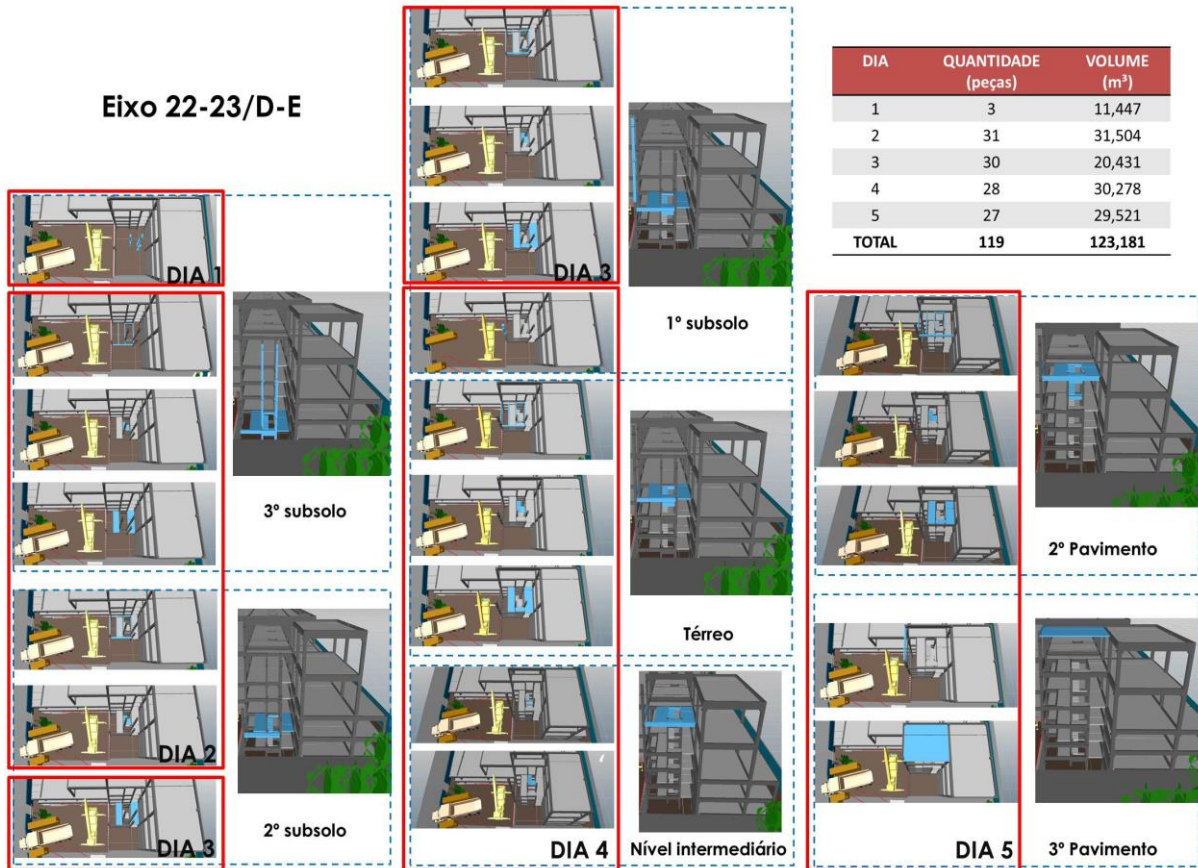 Eixo 22-23/D-E
DIA 1
3º subsolo
DIA 2
DIA 3
2º subsolo
DIA 3
1º subsolo
Térreo
DIA 4
Nível intermediário
DIA QUANTIDADE (peças) VOLUME (m³)
1 3 11,447
2 31 31,504
3 30 20,431
4 28 30,278
5 27 29,521
TOTAL 119 123,181
2º Pavimento
DIA 5
3º Pavimento